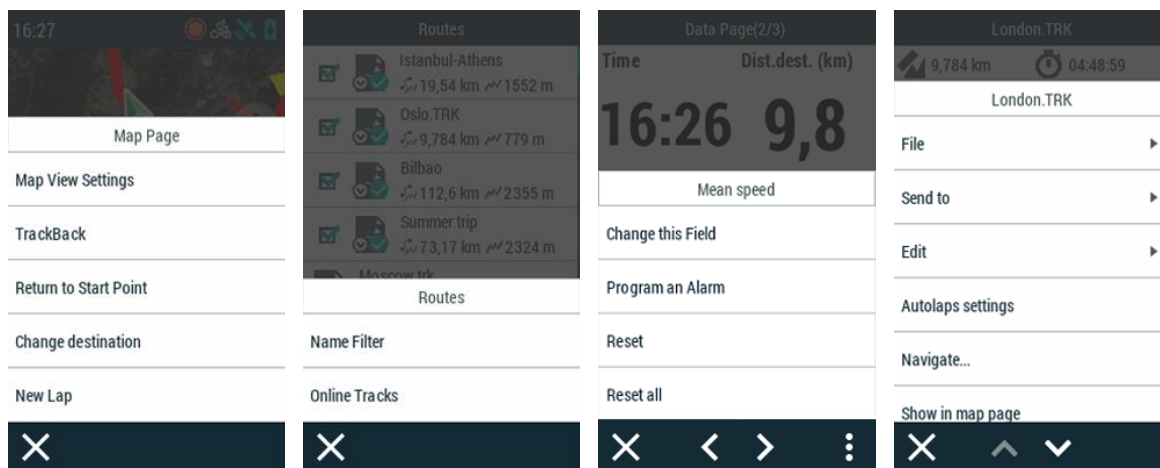 16:27
Map Page
Map View Settings
TrackBack
Return to Start Point
Change destination
New Lap
Routes
Istanbul-Athens
19,54 km 1552 m
Oslo.TRK
9,784 km 779 m
Bilbao
112,6 km 2355 m
Summer trip
73,17 km 2324 m
Moscow trk
Routes
Name Filter
Online Tracks
Data Page(2/3)
Time Dist.dest. (km)
16:26 9,8
Mean speed
Change this Field
Program an Alarm
Reset
Reset all
London.TRK
9,784 km 04:48:59
London.TRK
File
Send to
Edit
Autolaps settings
Navigate...
Show in map page